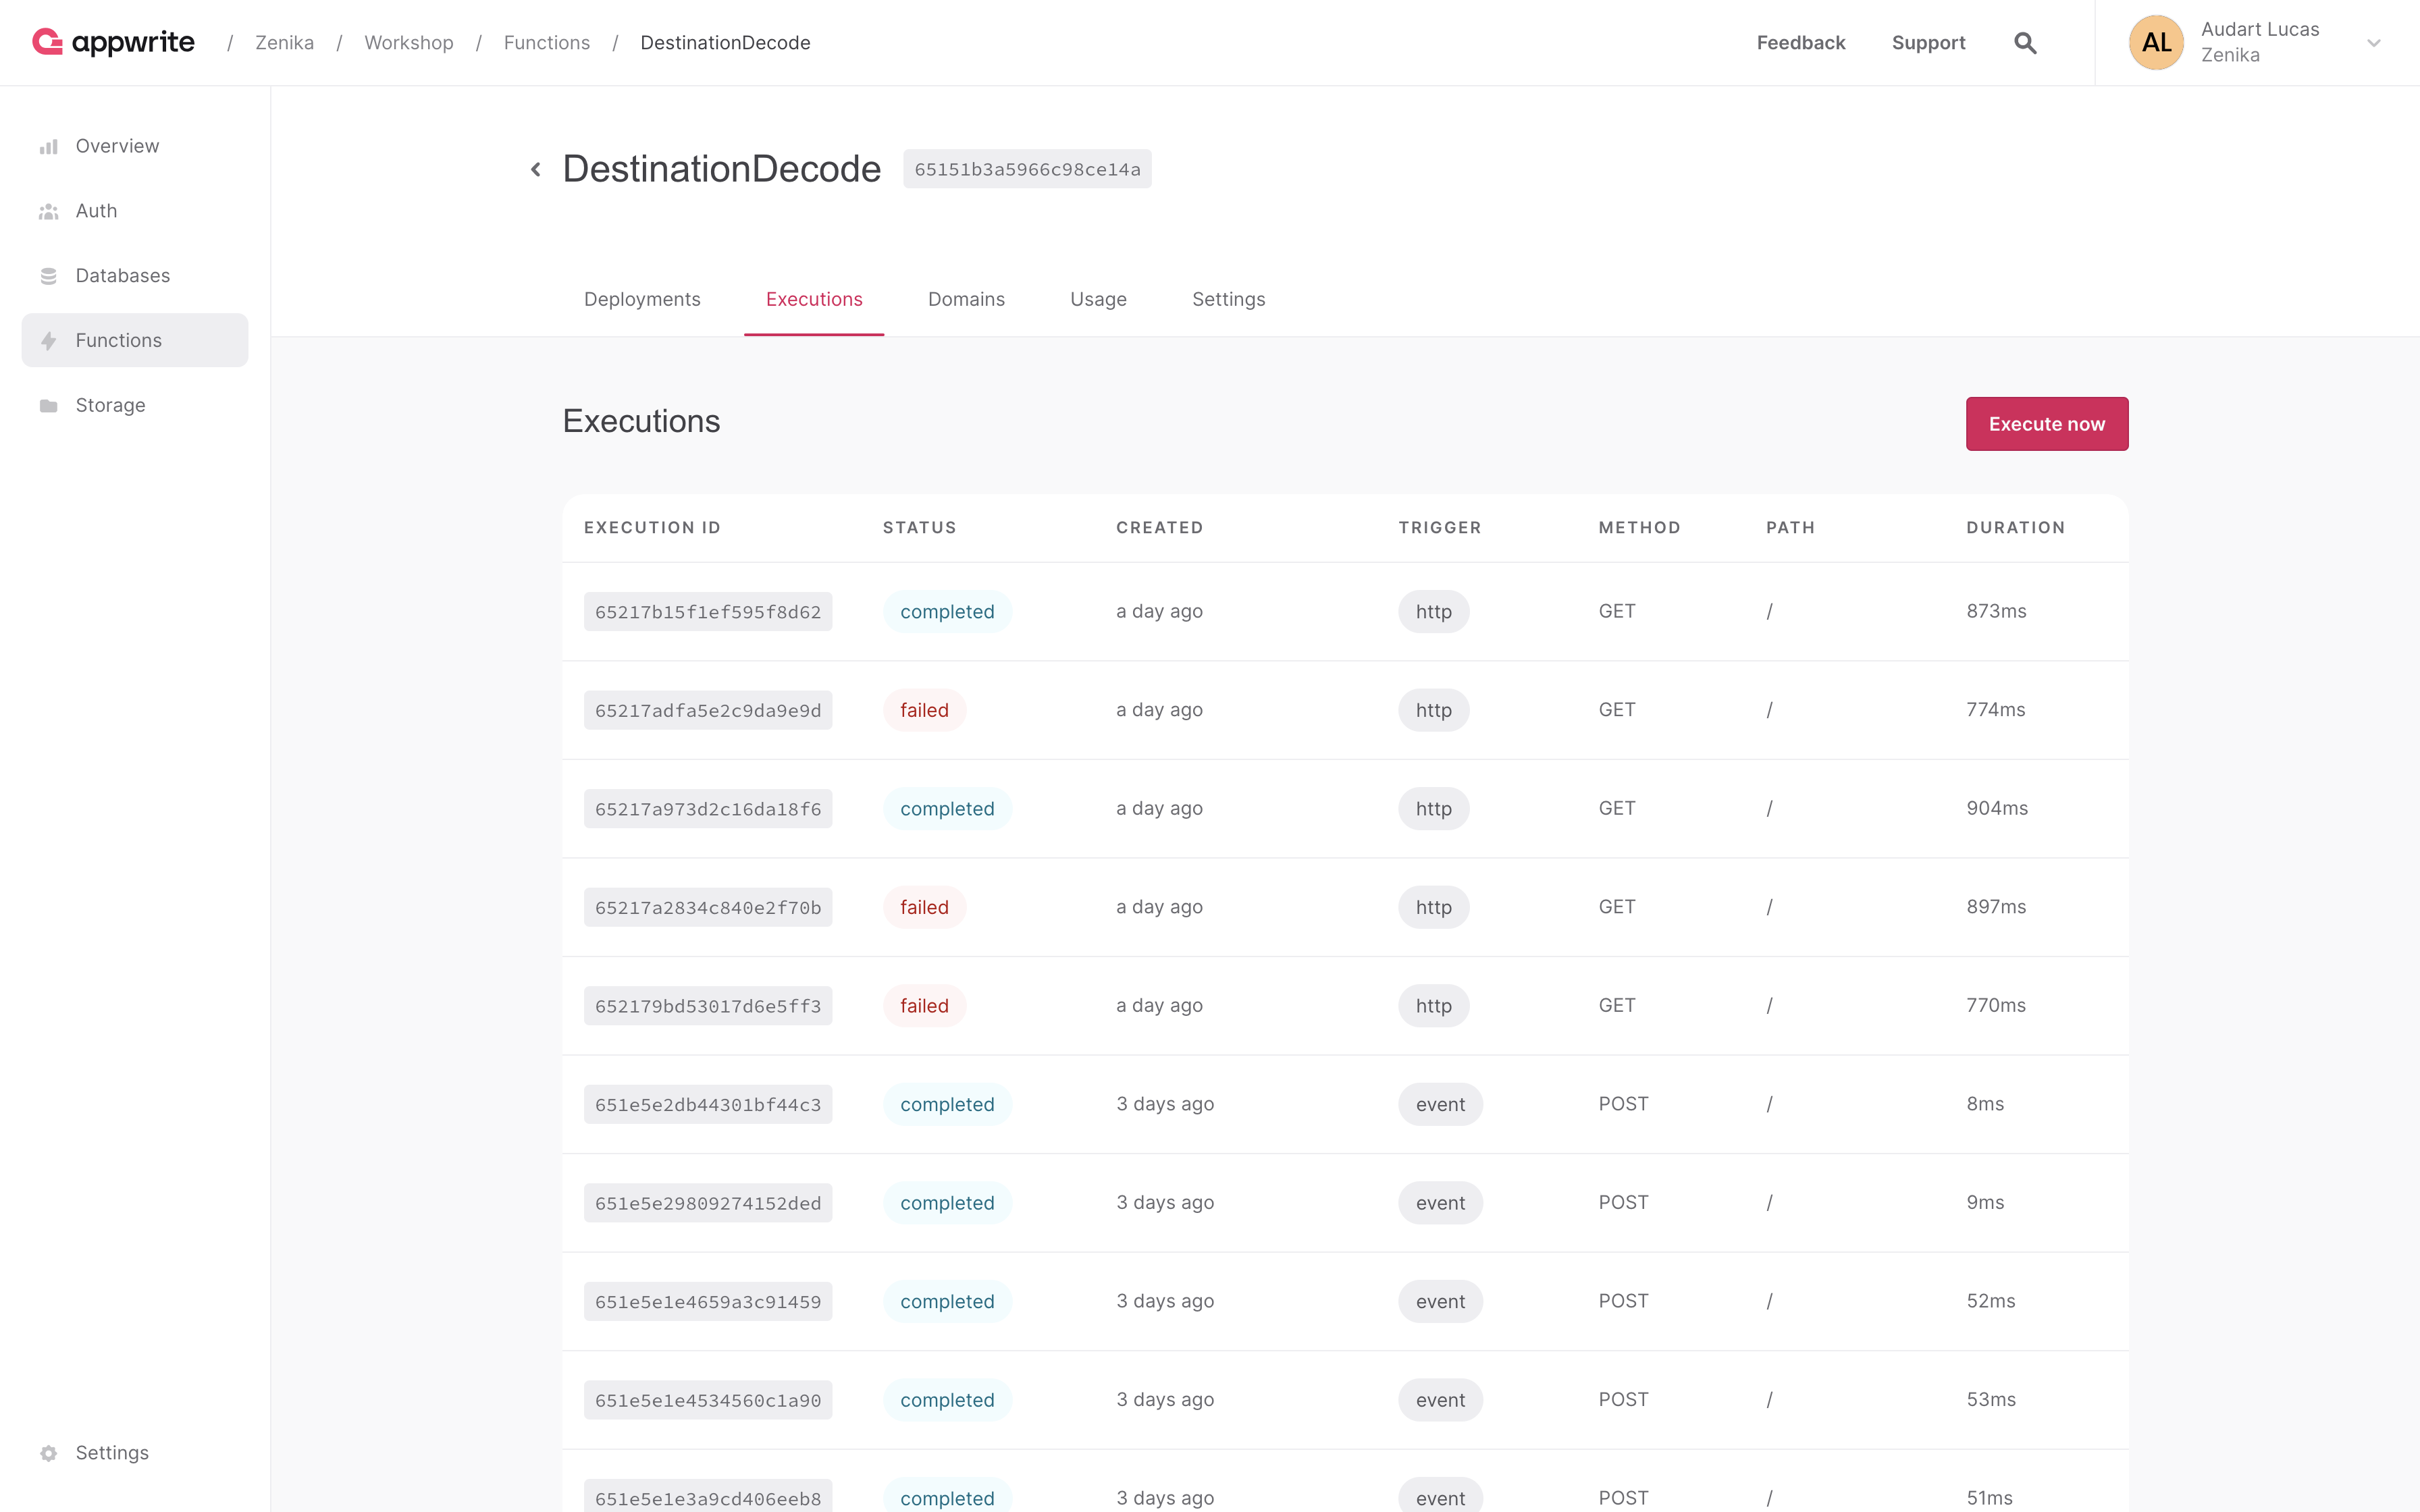 appwrite / Zenika / Workshop / Functions / DestinationDecode
Feedback Support
AL Audart Lucas
Zenika
Overview
Auth
Databases
Functions
Storage
Settings
DestinationDecode 65151b3a5966c98ce14a
Deployments Executions Domains Usage Settings
Executions Execute now
EXECUTION ID STATUS CREATED TRIGGER METHOD PATH DURATION
65217b15f1ef595f8d62 completed a day ago http GET / 873ms
65217adfa5e2c9da9e9d failed a day ago http GET / 774ms
65217a973d2c16da18f6 completed a day ago http GET / 904ms
65217a2834c840e2f70b failed a day ago http GET / 897ms
652179bd53017d6e5ff3 failed a day ago http GET / 770ms
651e5e2db44301bf44c3 completed 3 days ago event POST / 8ms
651e5e29809274152ded completed 3 days ago event POST / 9ms
651e5e1e4659a3c91459 completed 3 days ago event POST / 52ms
651e5e1e4534560c1a90 completed 3 days ago event POST / 53ms
651e5e1e3a9cd406eeb8 completed 3 days ago event POST / 51ms